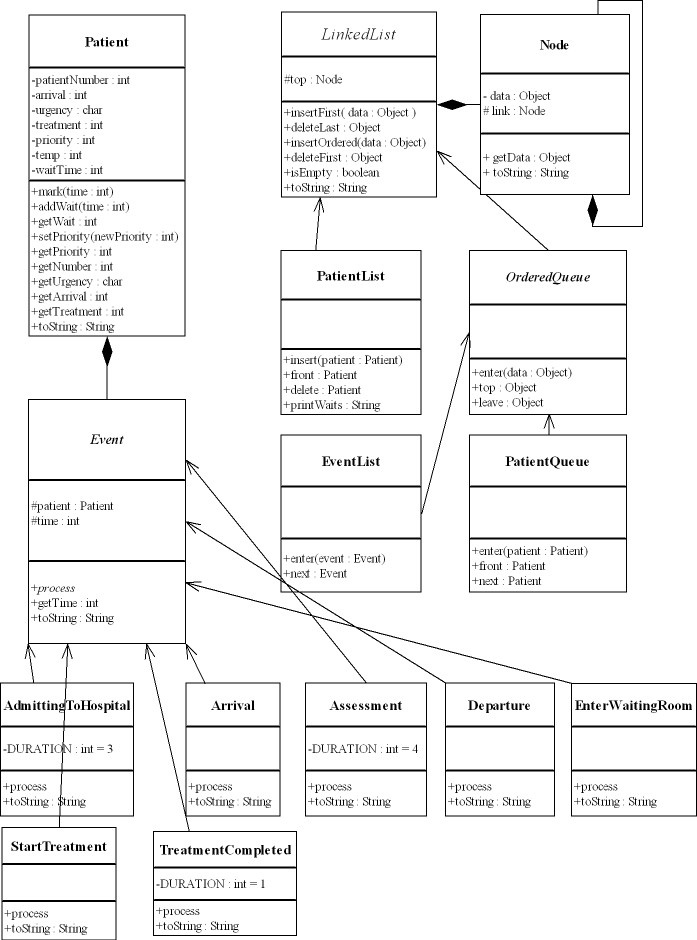 Patient
-patientNumber : int
-arrival : int
-urgency : char
-treatment : int
-priority : int
-temp : int
-waitTime : int
+mark(time : int)
+addWait(time : int)
+getWait : int
+setPriority(newPriority : int)
+getPriority : int
+getNumber : int
+getUrgency : char
+getArrival : int
+getTreatment : int
+toString : String
LinkedList
#top : Node
+insertFirst( data : Object )
+deleteLast : Object
+insertOrdered(data : Object)
+deleteFirst : Object
+isEmpty : boolean
+toString : String
Node
- data : Object
# link : Node
+ getData : Object
+ toString : String
PatientList
+insert(patient : Patient)
+front : Patient
+delete : Patient
+printWaits : String
OrderedQueue
+enter(data : Object)
+top : Object
+leave : Object
Event
#patient : Patient
#time : int
+process
+getTime : int
+toString : String
EventList
+enter(event : Event)
+next : Event
PatientQueue
+enter(patient : Patient)
+front : Patient
+next : Patient
AdmittingToHospital
-DURATION : int = 3
+process
+toString : String
Arrival
+process
+toString : String
Assessment
-DURATION : int = 4
+process
+toString : String
Departure
+process
+toString : String
EnterWaitingRoom
+process
+toString : String
StartTreatment
+process
+toString : String
TreatmentCompleted
-DURATION : int = 1
+process
+toString : String